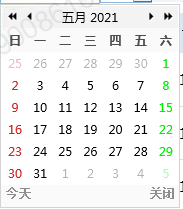 五月 2021
日 一 二 三 四 五 六
25 26 27 28 29 30 1
2 3 4 5 6 7 8
9 10 11 12 13 14 15
16 17 18 19 20 21 22
23 24 25 26 27 28 29
30 31 1 2 3 4 5
今天 关闭